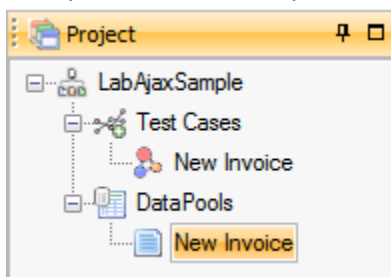 Project
LabAjaxSample
Test Cases
New Invoice
DataPools
New Invoice